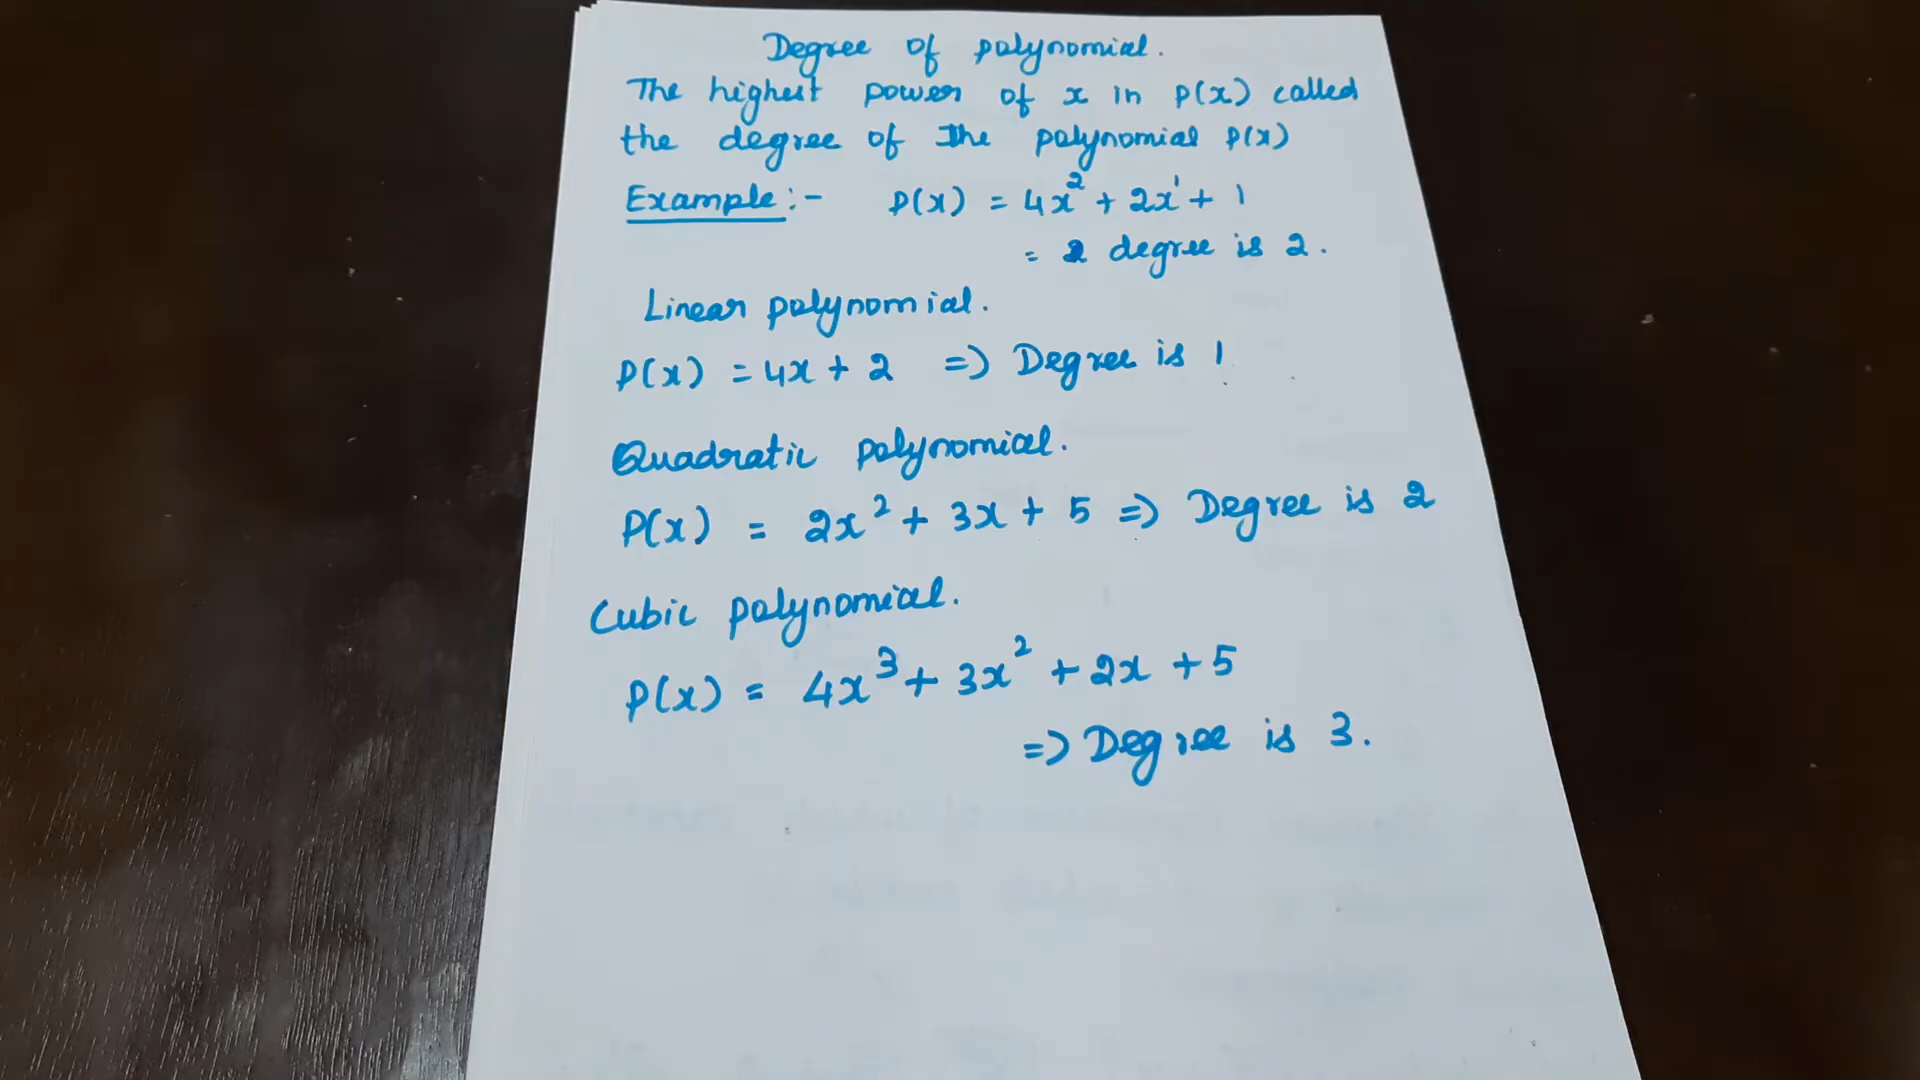 Degree of polynomial.
The highest power of x in P(x) called
the degree of the polynomial P(x)
Example:- P(x) = 4x² + 2x¹ + 1
= 2 degree is 2.
Linear polynomial.
P(x) = 4x + 2 => Degree is 1
Quadratic polynomial.
P(x) = 2x² + 3x + 5 => Degree is 2
Cubic polynomial.
P(x) = 4x³ + 3x² + 2x + 5
=> Degree is 3.